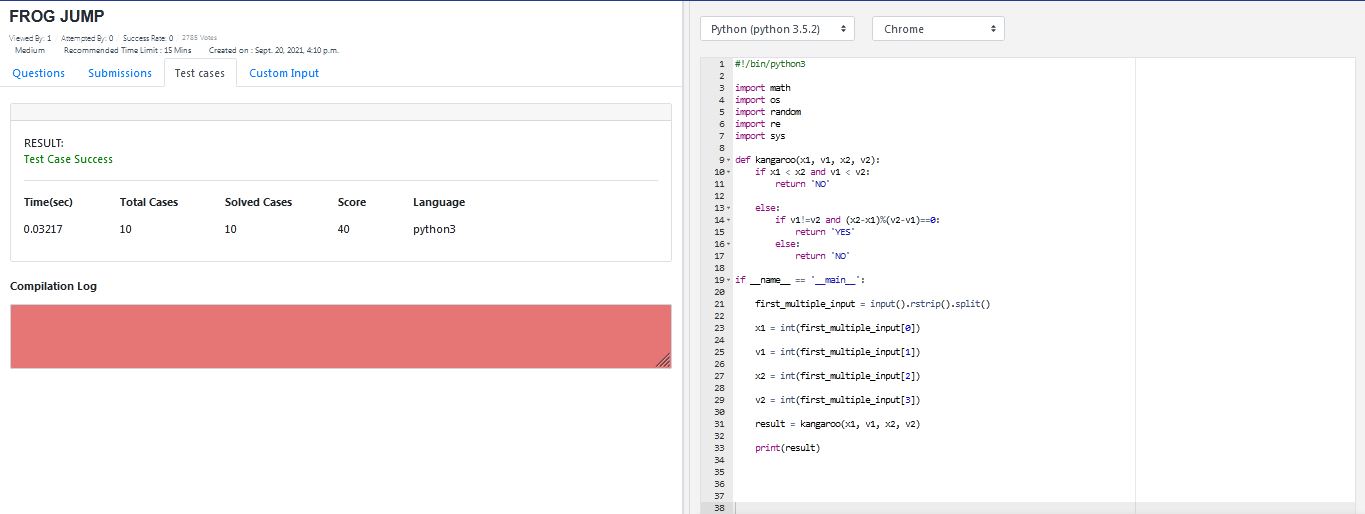 FROG JUMP
Viewed By: 1 Attempted By: 0 Success Rate: 0 2785 Votes
Medium Recommended Time Limit : 15 Mins Created on : Sept. 20, 2021, 4:10 p.m.
Questions Submissions Test cases Custom Input
RESULT:
Test Case Success
Time(sec) Total Cases Solved Cases Score Language
0.03217 10 10 40 python3
Compilation Log
Python (python 3.5.2) Chrome
1 #!/bin/python3
2
3 import math
4 import os
5 import random
6 import re
7 import sys
8
9 def kangaroo(x1, v1, x2, v2):
10 if x1 < x2 and v1 < v2:
11 return 'NO'
12
13 else:
14 if v1!=v2 and (x2-x1)%(v2-v1)==0:
15 return 'YES'
16 else:
17 return 'NO'
18
19 if __name__ == '__main__':
20
21 first_multiple_input = input().rstrip().split()
22
23 x1 = int(first_multiple_input[0])
24
25 v1 = int(first_multiple_input[1])
26
27 x2 = int(first_multiple_input[2])
28
29 v2 = int(first_multiple_input[3])
30
31 result = kangaroo(x1, v1, x2, v2)
32
33 print(result)
34
35
36
37
38